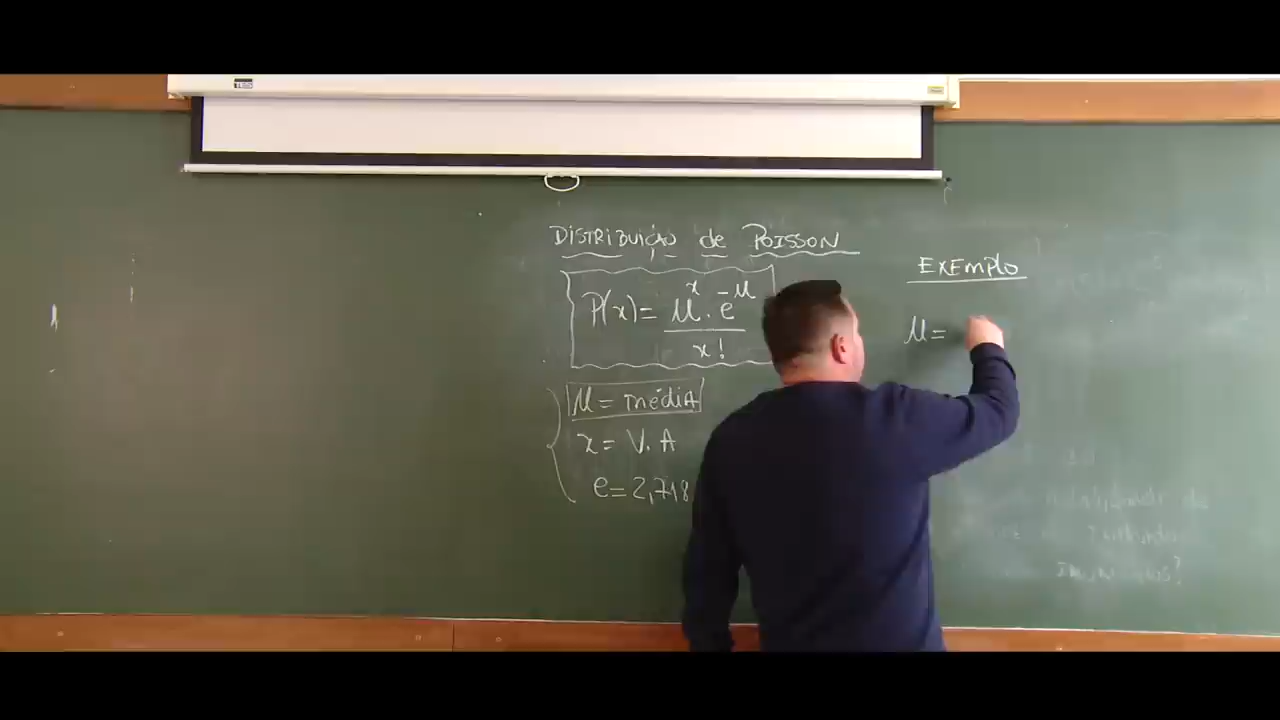 DISTRIBUIÇÃO de POISSON
P(x) = μ^x · e^-μ / x!
μ = médiA
x = V. A
e = 2,718
EXEMPLO
μ =